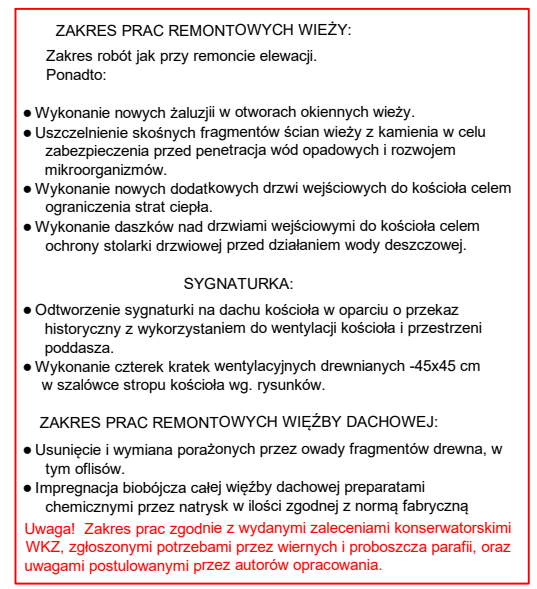 ZAKRES PRAC REMONTOWYCH WIEŻY:
Zakres robót jak przy remoncie elewacji.
Ponadto:
● Wykonanie nowych żaluzji w otworach okiennych wieży.
● Uszczelnienie skośnych fragmentów ścian wieży z kamienia w celu
zabezpieczenia przed penetracja wód opadowych i rozwojem
mikroorganizmów.
● Wykonanie nowych dodatkowych drzwi wejściowych do kościoła celem
ograniczenia strat ciepła.
● Wykonanie daszków nad drzwiami wejściowymi do kościoła celem
ochrony stolarki drzwiowej przed działaniem wody deszczowej.
SYGNATURKA:
● Odtworzenie sygnaturki na dachu kościoła w oparciu o przekaz
historyczny z wykorzystaniem do wentylacji kościoła i przestrzeni
poddasza.
● Wykonanie czterek kratek wentylacyjnych drewnianych -45x45 cm
w szalówce stropu kościoła wg. rysunków.
ZAKRES PRAC REMONTOWYCH WIĘŹBY DACHOWEJ:
● Usunięcie i wymiana porażonych przez owady fragmentów drewna, w
tym oflisów.
● Impregnacja biobójcza całej więźby dachowej preparatami
chemicznymi przez natrysk w ilości zgodnej z normą fabryczną
Uwaga! Zakres prac zgodnie z wydanymi zaleceniami konserwatorskimi
WKZ, zgłoszonymi potrzebami przez wiernych i proboszcza parafii, oraz
uwagami postulowanymi przez autorów opracowania.